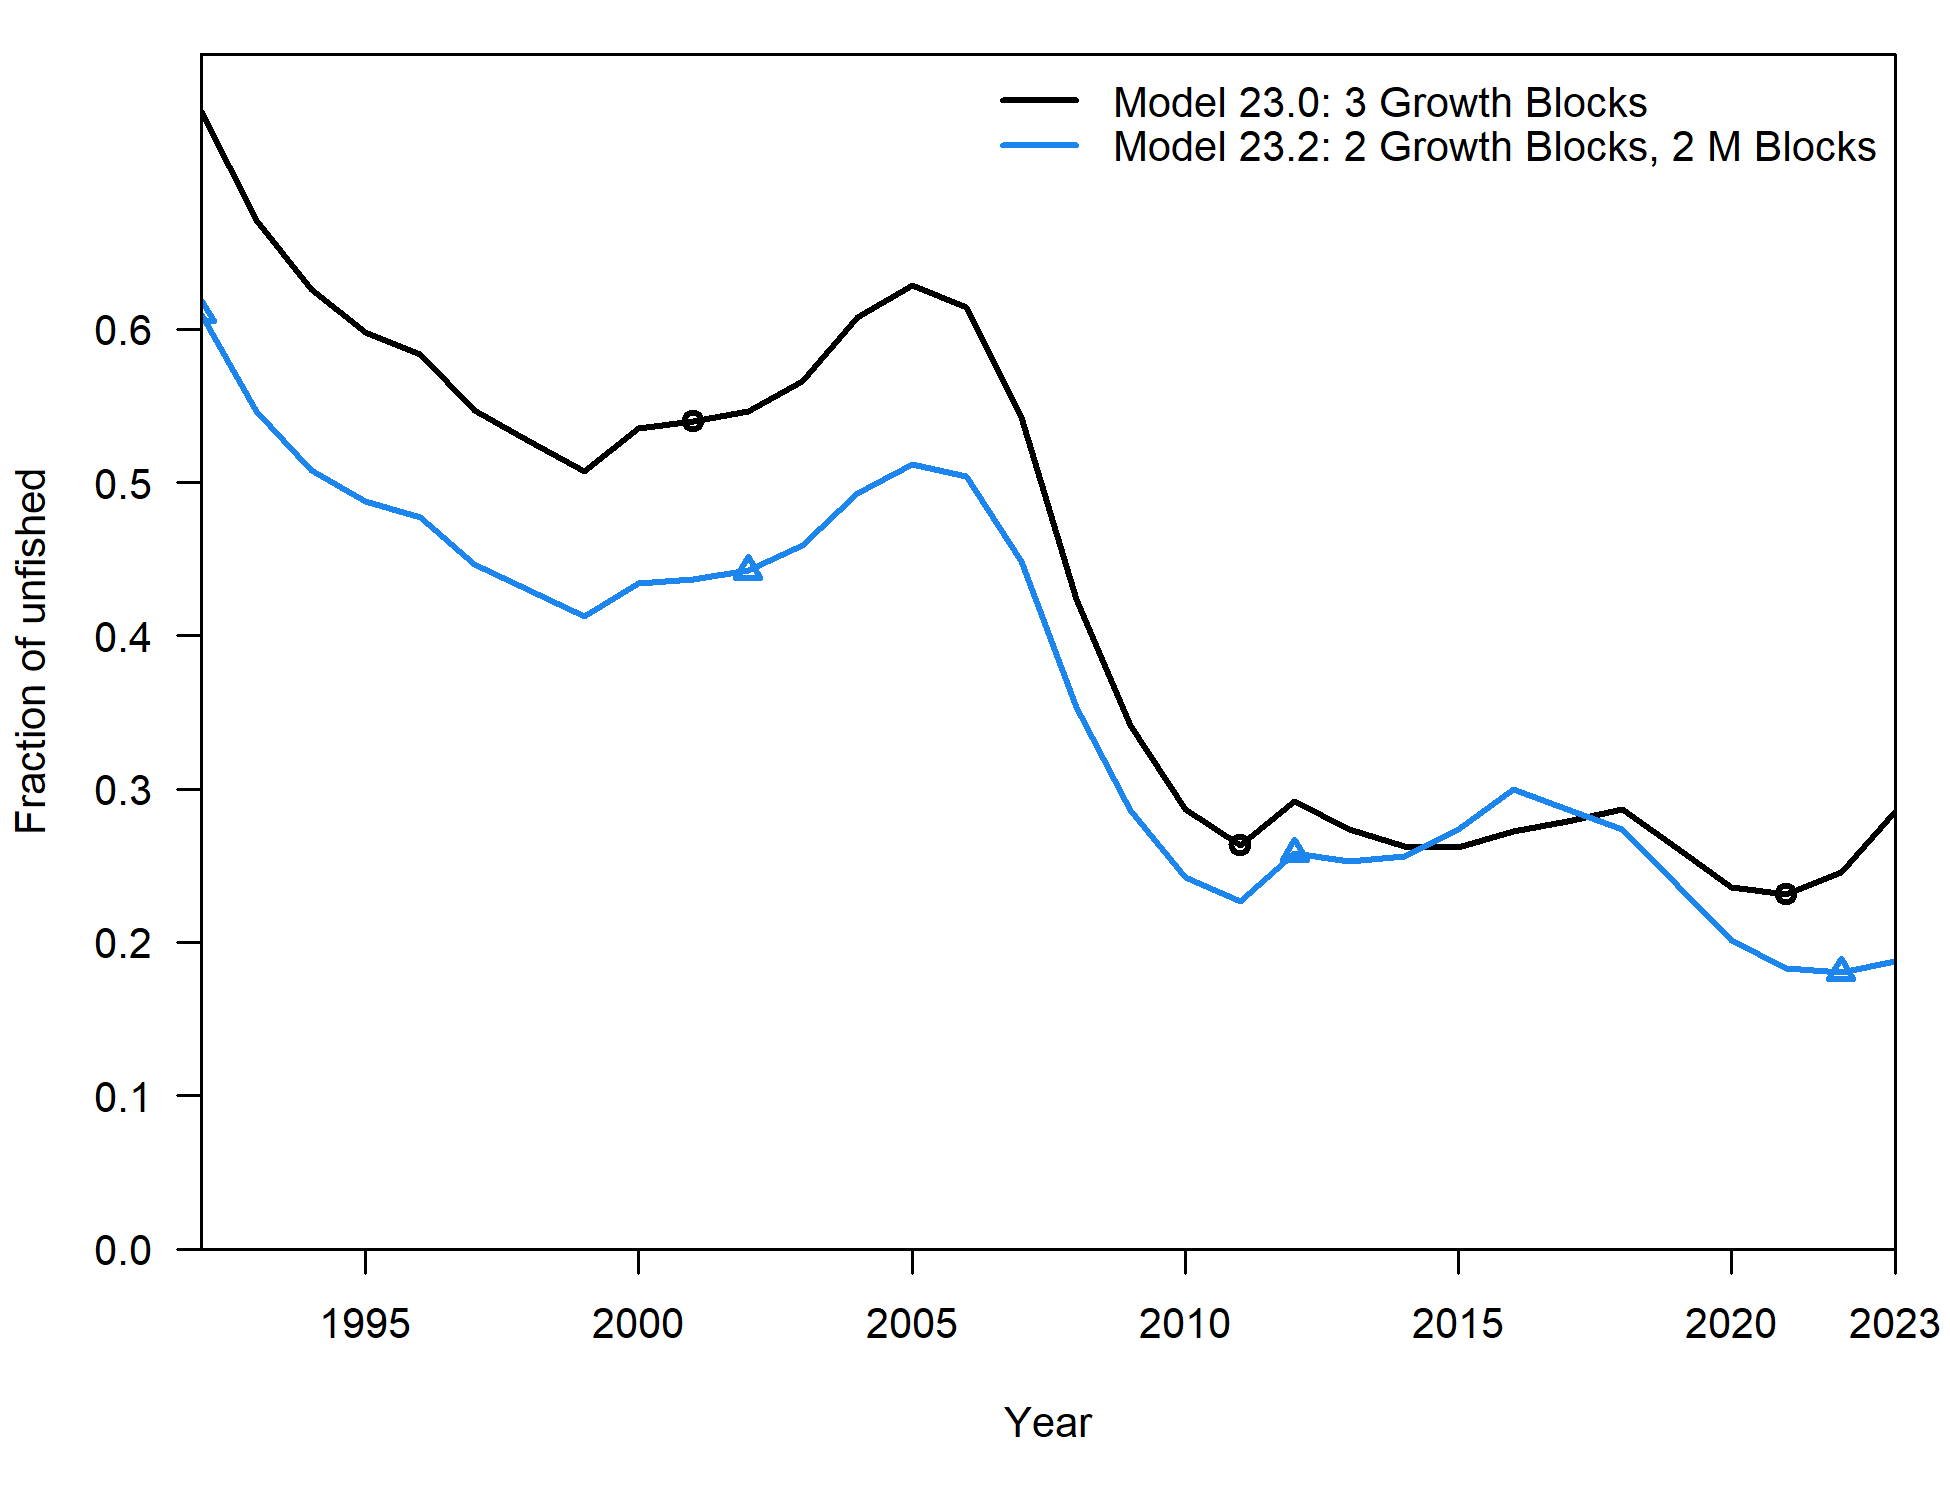 Model 23.0: 3 Growth Blocks
Model 23.2: 2 Growth Blocks, 2 M Blocks
Fraction of unfished
0.6
0.5
0.4
0.3
0.2
0.1
0.0
1995 2000 2005 2010 2015 2020 2023
Year